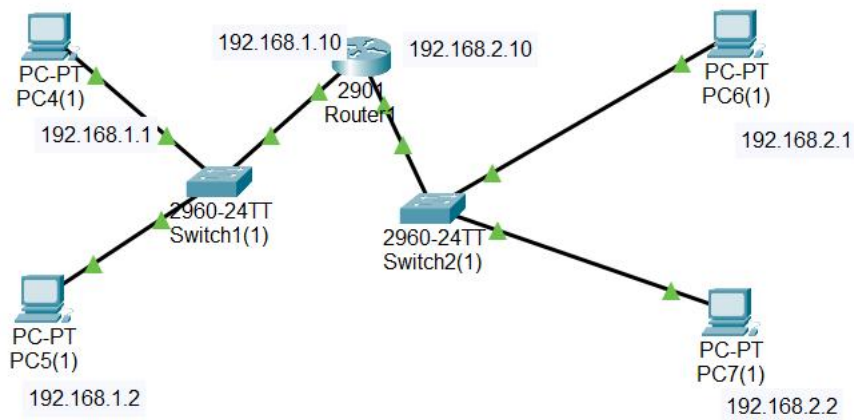 PC-PT
PC4(1)
192.168.1.1
192.168.1.10
192.168.2.10
2901
Router1
PC-PT
PC6(1)
192.168.2.1
2960-24TT
Switch1(1)
2960-24TT
Switch2(1)
PC-PT
PC5(1)
192.168.1.2
PC-PT
PC7(1)
192.168.2.2